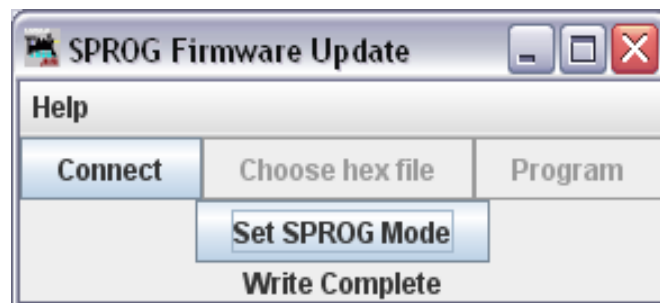 SPROG Firmware Update
Help
Connect Choose hex file Program
Set SPROG Mode
Write Complete